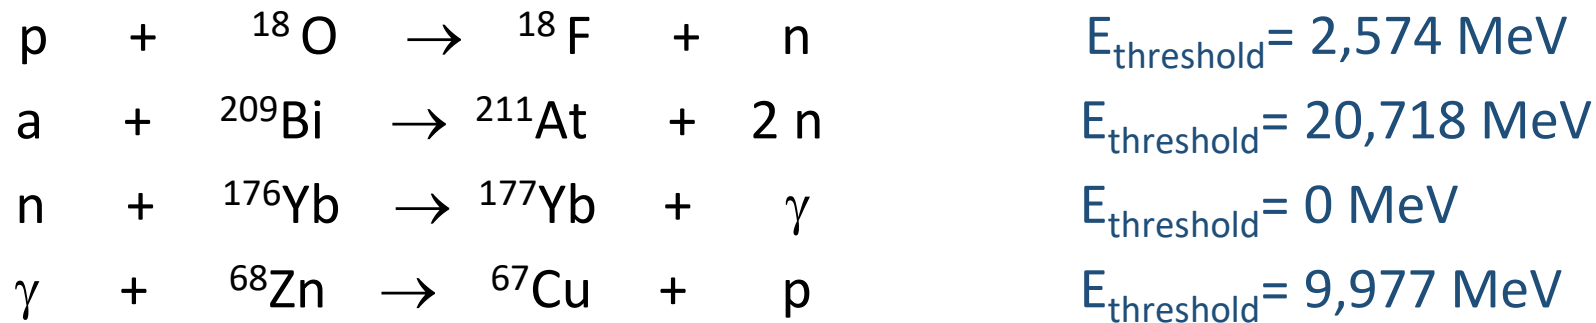 p + ¹⁸O → ¹⁸F + n E_threshold= 2,574 MeV
a + ²⁰⁹Bi → ²¹¹At + 2 n E_threshold= 20,718 MeV
n + ¹⁷⁶Yb → ¹⁷⁷Yb + γ E_threshold= 0 MeV
γ + ⁶⁸Zn → ⁶⁷Cu + p E_threshold= 9,977 MeV